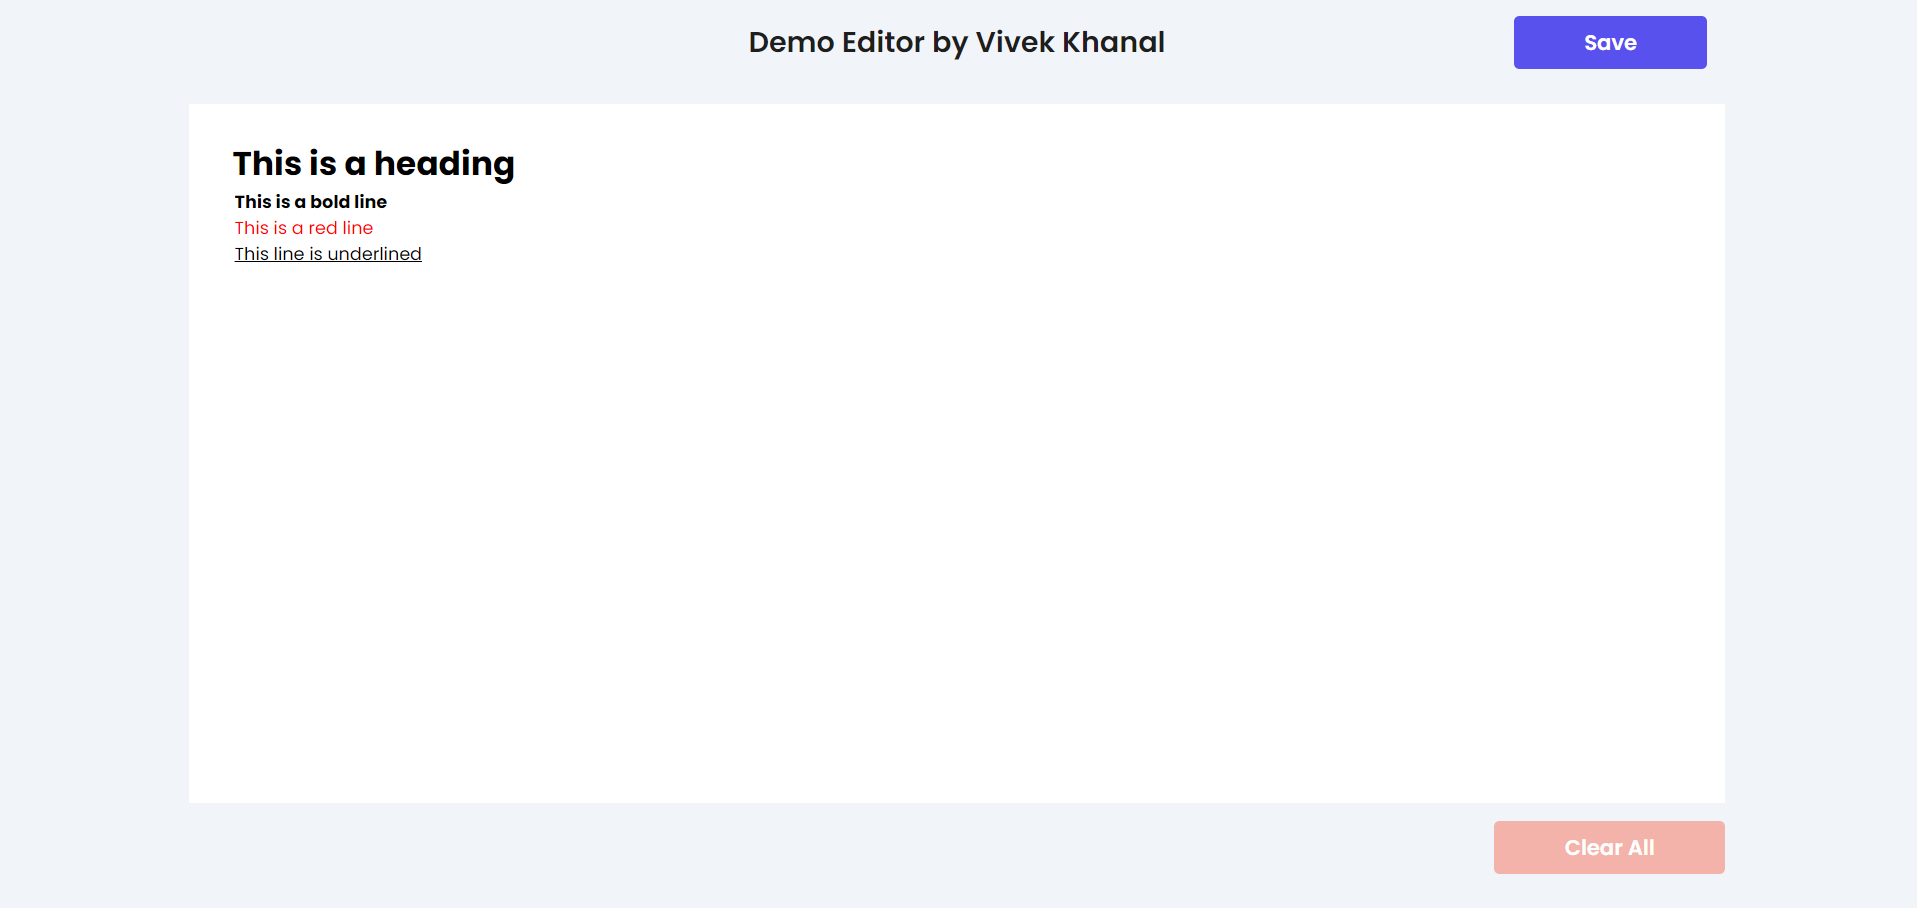 Demo Editor by Vivek Khanal
Save
This is a heading
This is a bold line
This is a red line
This line is underlined
Clear All